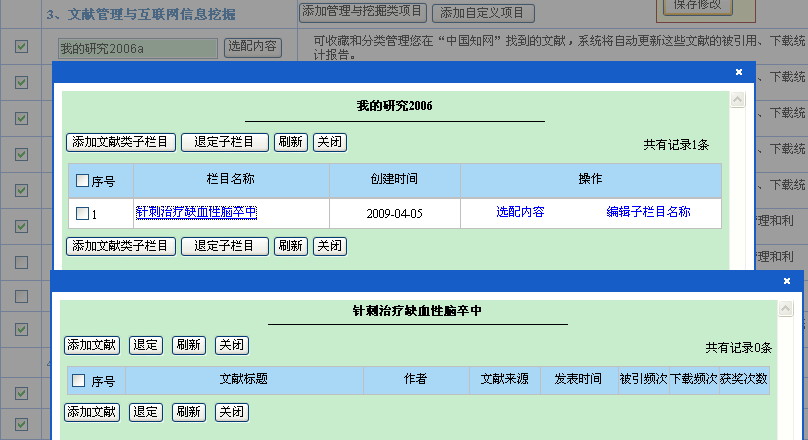 3、文献管理与互联网信息挖掘
添加管理与挖掘类项目 添加自定义项目
保存修改
我的研究2006a 选配内容
可收藏和分类管理您在“中国知网”找到的文献，系统将自动更新这些文献的被引用、下载统
计报告。
、下载统
、下载统
、下载统
、下载统
管理和利
管理和利
我的研究2006
添加文献类子栏目 退定子栏目 刷新 关闭
共有记录1条
序号 栏目名称 创建时间 操作
1 针刺治疗缺血性脑卒中 2009-04-05 选配内容 编辑子栏目名称
添加文献类子栏目 退定子栏目 刷新 关闭
针刺治疗缺血性脑卒中
添加文献 退定 刷新 关闭
共有记录0条
序号 文献标题 作者 文献来源 发表时间 被引频次 下载频次 获奖次数
添加文献 退定 刷新 关闭